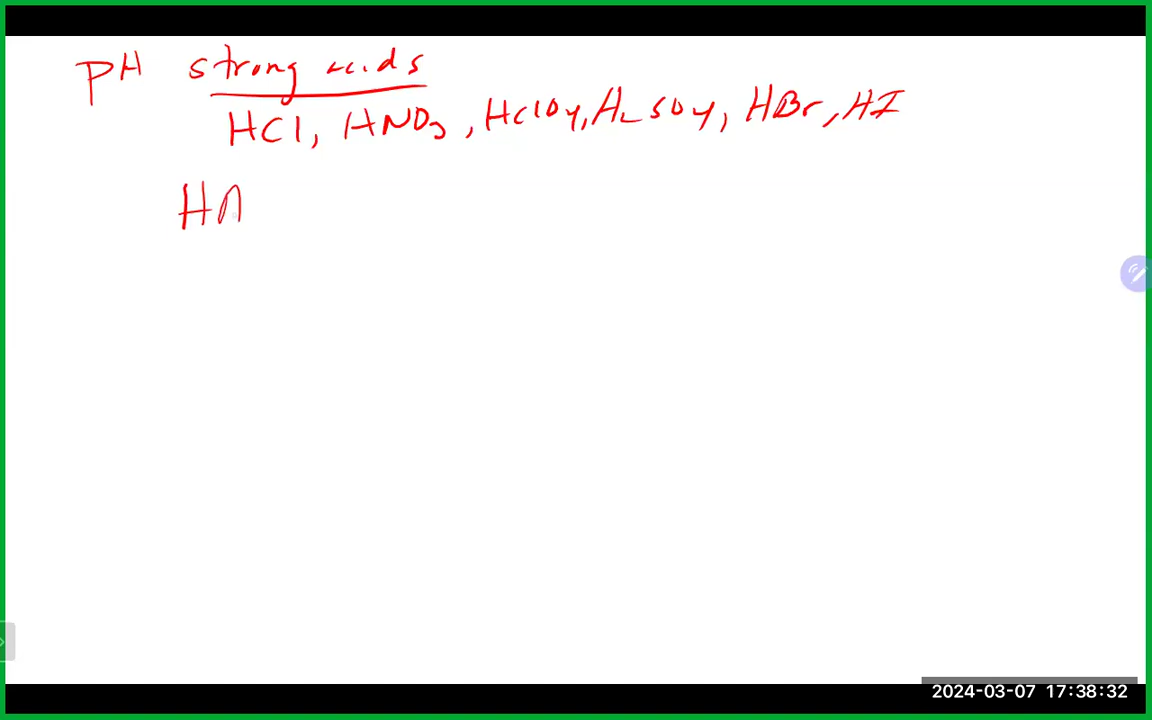 PH strong acids
HCl, HNO3, HClO4, H2SO4, HBr, HI
HA
2024-03-07 17:38:32